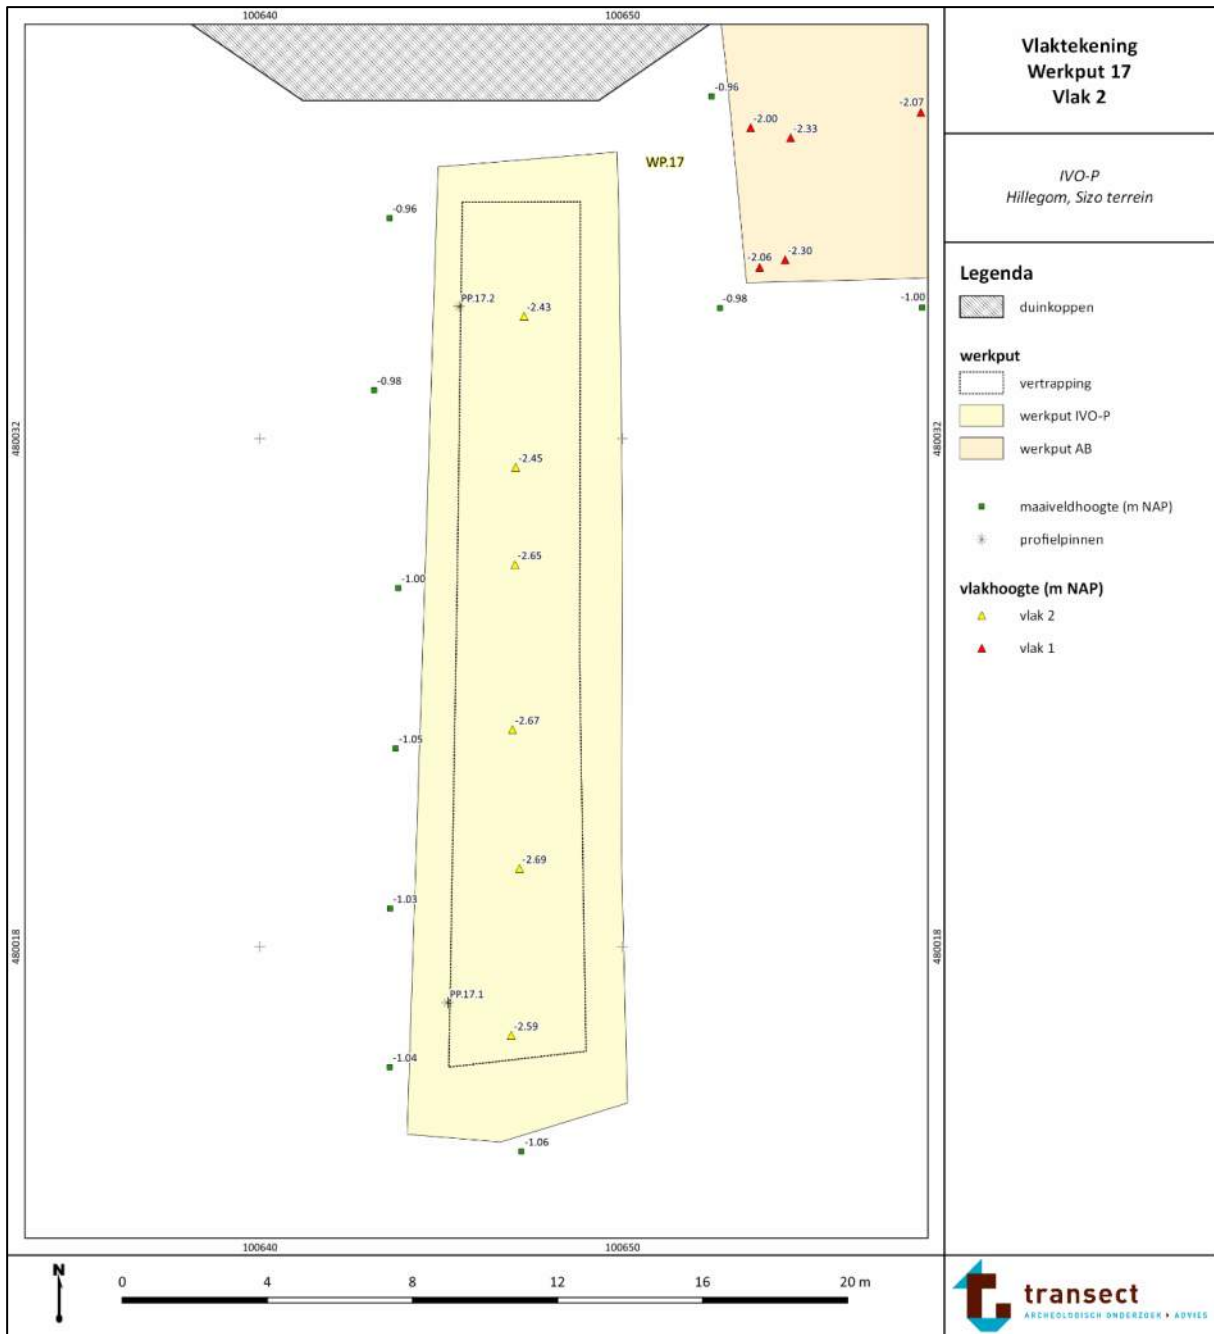 100640
100650
-0.96
-2.07
-2.00
-2.33
WP.17
-0.96
-2.06
-2.30
PP.17.2
-2.43
-0.98
-1.00
-0.98
480032
480032
-2.45
-2.65
-1.00
-2.67
-1.05
-2.69
-1.03
480018
480018
PP.17.1
-2.59
-1.04
-1.06
100640
100650
N
0
4
8
12
16
20 m
Vlaktekening
Werkput 17
Vlak 2
IVO-P
Hillegom, Sizo terrein
Legenda
duinkoppen
werkput
vertrapping
werkput IVO-P
werkput AB
maaiveldhoogte (m NAP)
profielpinnen
vlakhoogte (m NAP)
vlak 2
vlak 1
transect
ARCHEOLOGISCH ONDERZOEK ▸ ADVIES